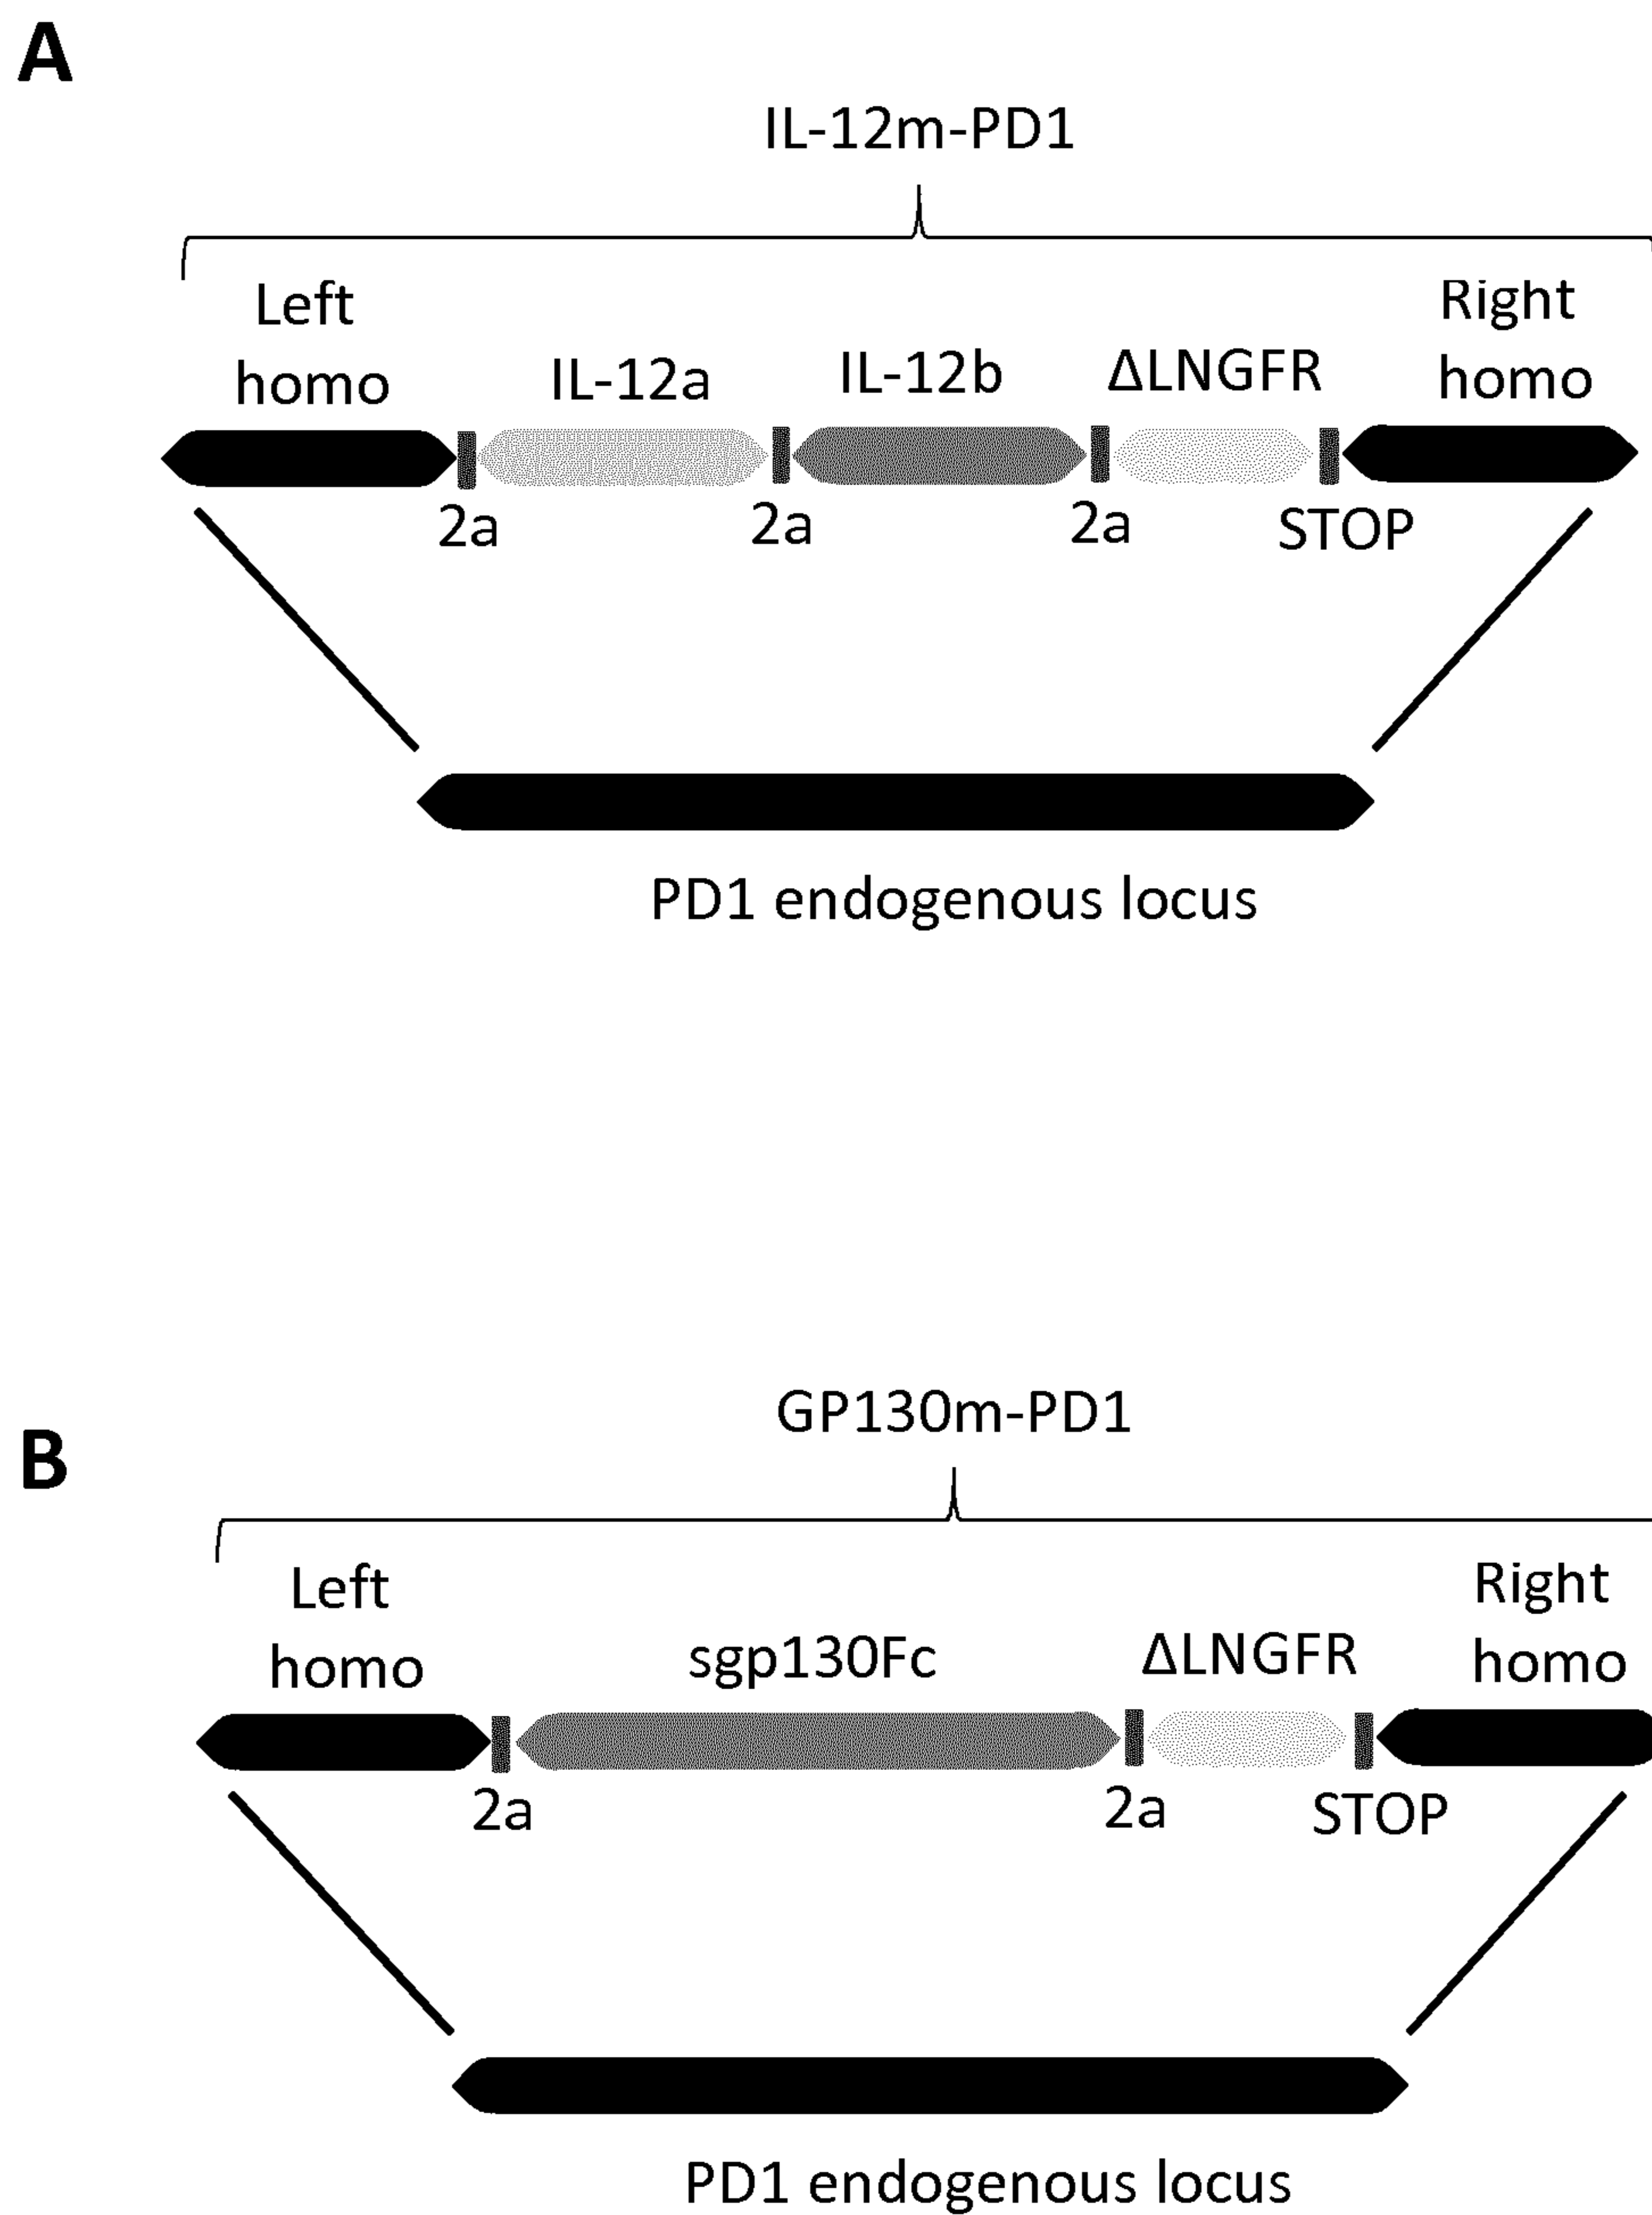 A
IL-12m-PD1
Left
homo
IL-12a
IL-12b
ΔLNGFR
Right
homo
2a
2a
2a
STOP
PD1 endogenous locus
B
GP130m-PD1
Left
homo
sgp130Fc
ΔLNGFR
Right
homo
2a
2a
STOP
PD1 endogenous locus